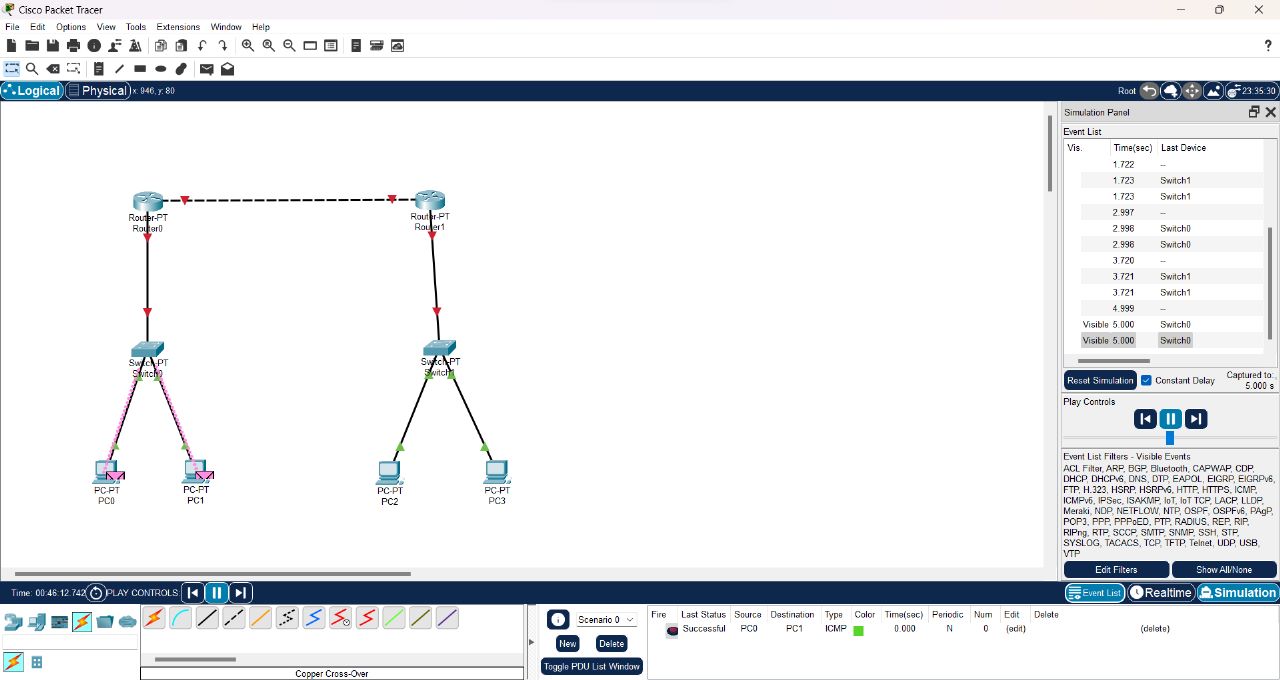 Cisco Packet Tracer
File Edit Options View Tools Extensions Window Help
?
Logical Physical x: 946, y: 80 Root 23:35:30
Simulation Panel
Event List
Vis. Time(sec) Last Device
1.722 --
1.723 Switch1
1.723 Switch1
2.997 --
2.998 Switch0
2.998 Switch0
3.720 --
3.721 Switch1
3.721 Switch1
4.999 --
Visible 5.000 Switch0
Visible 5.000 Switch0
Reset Simulation Constant Delay Captured to:
5.000 s
Play Controls
Event List Filters - Visible Events
ACL Filter, ARP, BGP, Bluetooth, CAPWAP, CDP,
DHCP, DHCPv6, DNS, DTP, EAPOL, EIGRP, EIGRPv6,
FTP, H.323, HSRP, HSRPv6, HTTP, HTTPS, ICMP,
ICMPv6, IPSec, ISAKMP, IoT, IoT TCP, LACP, LLDP,
Meraki, NDP, NETFLOW, NTP, OSPF, OSPFv6, PAgP,
POP3, PPP, PPPoED, PTP, RADIUS, REP, RIP,
RIPng, RTP, SCCP, SMTP, SNMP, SSH, STP,
SYSLOG, TACACS, TCP, TFTP, Telnet, UDP, USB,
VTP
Edit Filters Show All/None
Router-PT
Router0
Router-PT
Router1
Switch-PT
Switch0
Switch-PT
Switch1
PC-PT
PC0
PC-PT
PC1
PC-PT
PC2
PC-PT
PC3
Time: 00:46:12.742 PLAY CONTROLS: Event List Realtime Simulation
Scenario 0
New Delete
Toggle PDU List Window
Fire Last Status Source Destination Type Color Time(sec) Periodic Num Edit Delete
Successful PC0 PC1 ICMP 0.000 N 0 (edit) (delete)
Copper Cross-Over